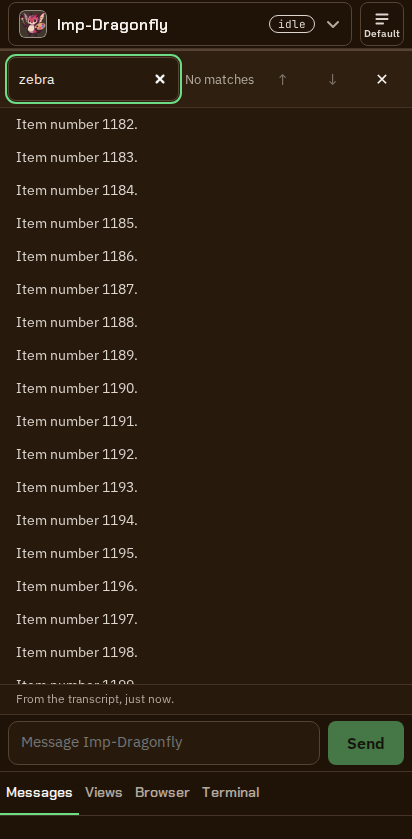 Imp-Dragonfly
idle
Default
zebra
No matches
Item number 1182.
Item number 1183.
Item number 1184.
Item number 1185.
Item number 1186.
Item number 1187.
Item number 1188.
Item number 1189.
Item number 1190.
Item number 1191.
Item number 1192.
Item number 1193.
Item number 1194.
Item number 1195.
Item number 1196.
Item number 1197.
Item number 1198.
From the transcript, just now.
Message Imp-Dragonfly
Send
Messages Views Browser Terminal